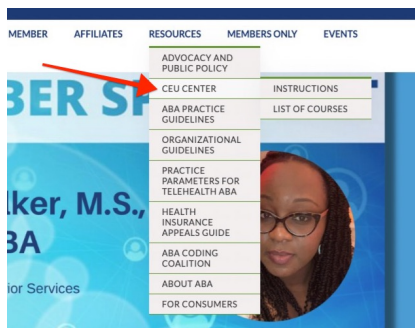 MEMBER AFFILIATES RESOURCES MEMBERS ONLY EVENTS
ADVOCACY AND
PUBLIC POLICY
CEU CENTER
INSTRUCTIONS
LIST OF COURSES
ABA PRACTICE
GUIDELINES
ORGANIZATIONAL
GUIDELINES
PRACTICE
PARAMETERS FOR
TELEHEALTH ABA
HEALTH
INSURANCE
APPEALS GUIDE
ABA CODING
COALITION
ABOUT ABA
FOR CONSUMERS
BER SP
lker, M.S.,
BA
ior Services